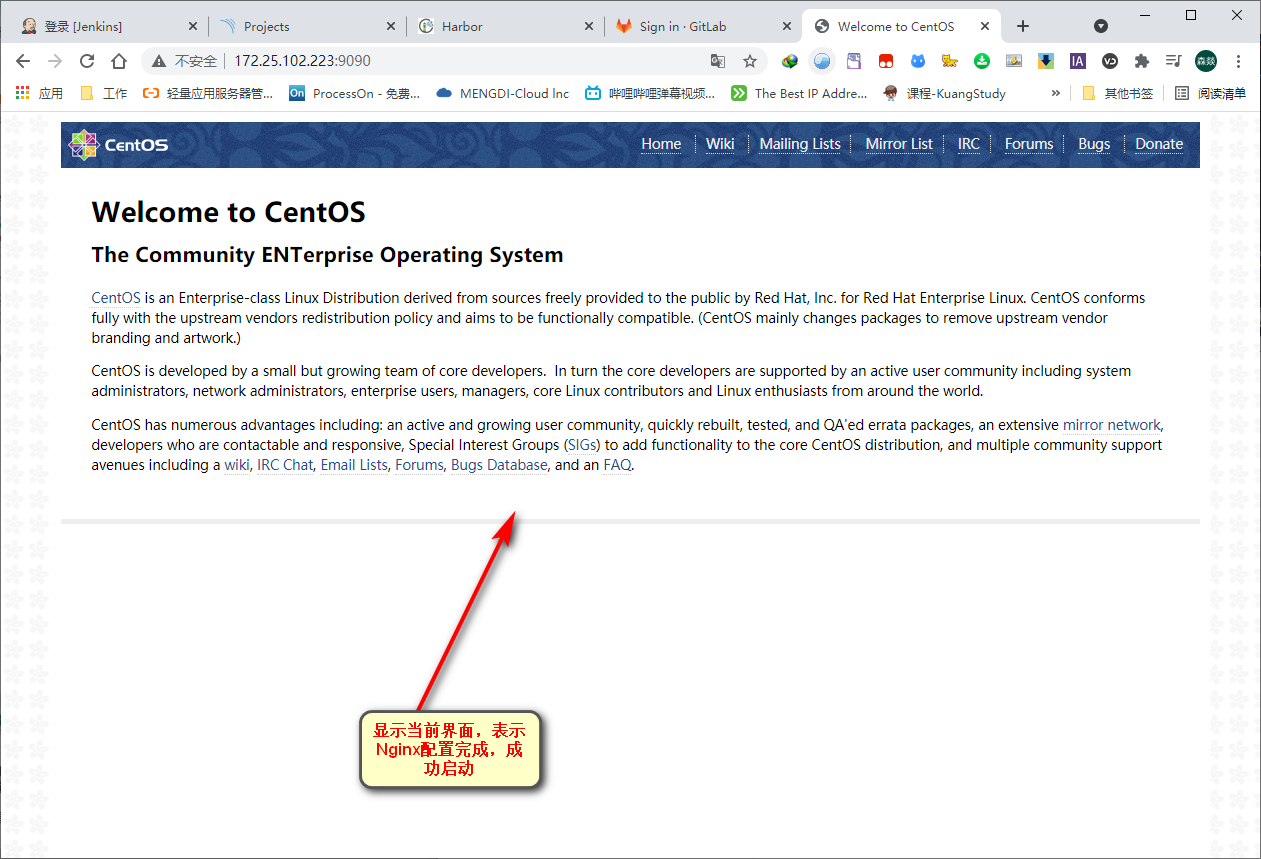 登录 [Jenkins]
Projects
Harbor
Sign in · GitLab
Welcome to CentOS
不安全 172.25.102.223:9090
应用 工作 轻量应用服务器管... ProcessOn - 免费... MENGDI-Cloud Inc 哔哩哔哩弹幕视频... The Best IP Addre... 课程-KuangStudy » 其他书签 阅读清单
CentOS Home Wiki Mailing Lists Mirror List IRC Forums Bugs Donate
Welcome to CentOS
The Community ENTerprise Operating System
CentOS is an Enterprise-class Linux Distribution derived from sources freely provided to the public by Red Hat, Inc. for Red Hat Enterprise Linux. CentOS conforms
fully with the upstream vendors redistribution policy and aims to be functionally compatible. (CentOS mainly changes packages to remove upstream vendor
branding and artwork.)
CentOS is developed by a small but growing team of core developers.  In turn the core developers are supported by an active user community including system
administrators, network administrators, enterprise users, managers, core Linux contributors and Linux enthusiasts from around the world.
CentOS has numerous advantages including: an active and growing user community, quickly rebuilt, tested, and QA'ed errata packages, an extensive mirror network,
developers who are contactable and responsive, Special Interest Groups (SIGs) to add functionality to the core CentOS distribution, and multiple community support
avenues including a wiki, IRC Chat, Email Lists, Forums, Bugs Database, and an FAQ.
显示当前界面，表示
Nginx配置完成，成
功启动